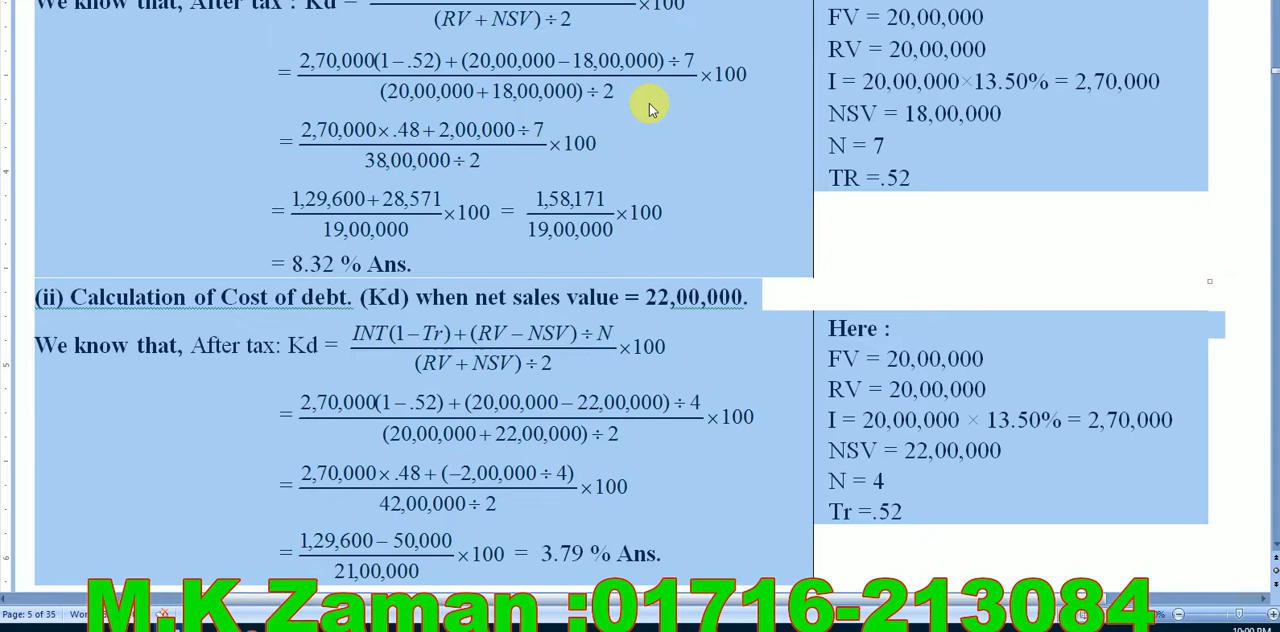 We know that, After tax : Kd = ×100
(RV + NSV) ÷ 2
= 2,70,000(1 − .52) + (20,00,000 − 18,00,000) ÷ 7 ×100
(20,00,000 + 18,00,000) ÷ 2
= 2,70,000× .48 + 2,00,000 ÷ 7 ×100
38,00,000 ÷ 2
= 1,29,600 + 28,571 ×100 = 1,58,171 ×100
19,00,000 19,00,000
= 8.32 % Ans.
FV = 20,00,000
RV = 20,00,000
I = 20,00,000×13.50% = 2,70,000
NSV = 18,00,000
N = 7
TR =.52
(ii) Calculation of Cost of debt. (Kd) when net sales value = 22,00,000.
We know that, After tax: Kd = INT(1 − Tr) + (RV − NSV) ÷ N ×100
(RV + NSV) ÷ 2
= 2,70,000(1 − .52) + (20,00,000 − 22,00,000) ÷ 4 ×100
(20,00,000 + 22,00,000) ÷ 2
= 2,70,000× .48 + (−2,00,000 ÷ 4) ×100
42,00,000 ÷ 2
= 1,29,600 − 50,000 ×100 = 3.79 % Ans.
21,00,000
Here :
FV = 20,00,000
RV = 20,00,000
I = 20,00,000 × 13.50% = 2,70,000
NSV = 22,00,000
N = 4
Tr =.52
M.K.Zaman :01716-213084
Page: 5 of 35
10:00 PM